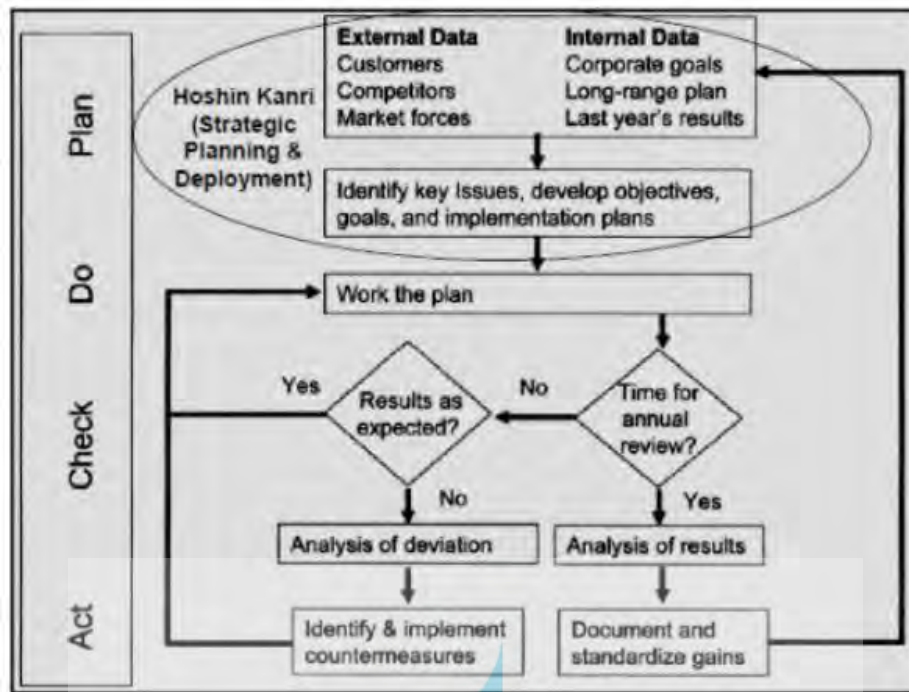 Plan
Do
Check
Act
Hoshin Kanri
(Strategic
Planning &
Deployment)
External Data
Customers
Competitors
Market forces
Internal Data
Corporate goals
Long-range plan
Last year's results
Identify key Issues, develop objectives,
goals, and implementation plans
Work the plan
Time for
annual
review?
No
Yes
Results as
expected?
Yes
No
Analysis of deviation
Analysis of results
Identify & implement
countermeasures
Document and
standardize gains